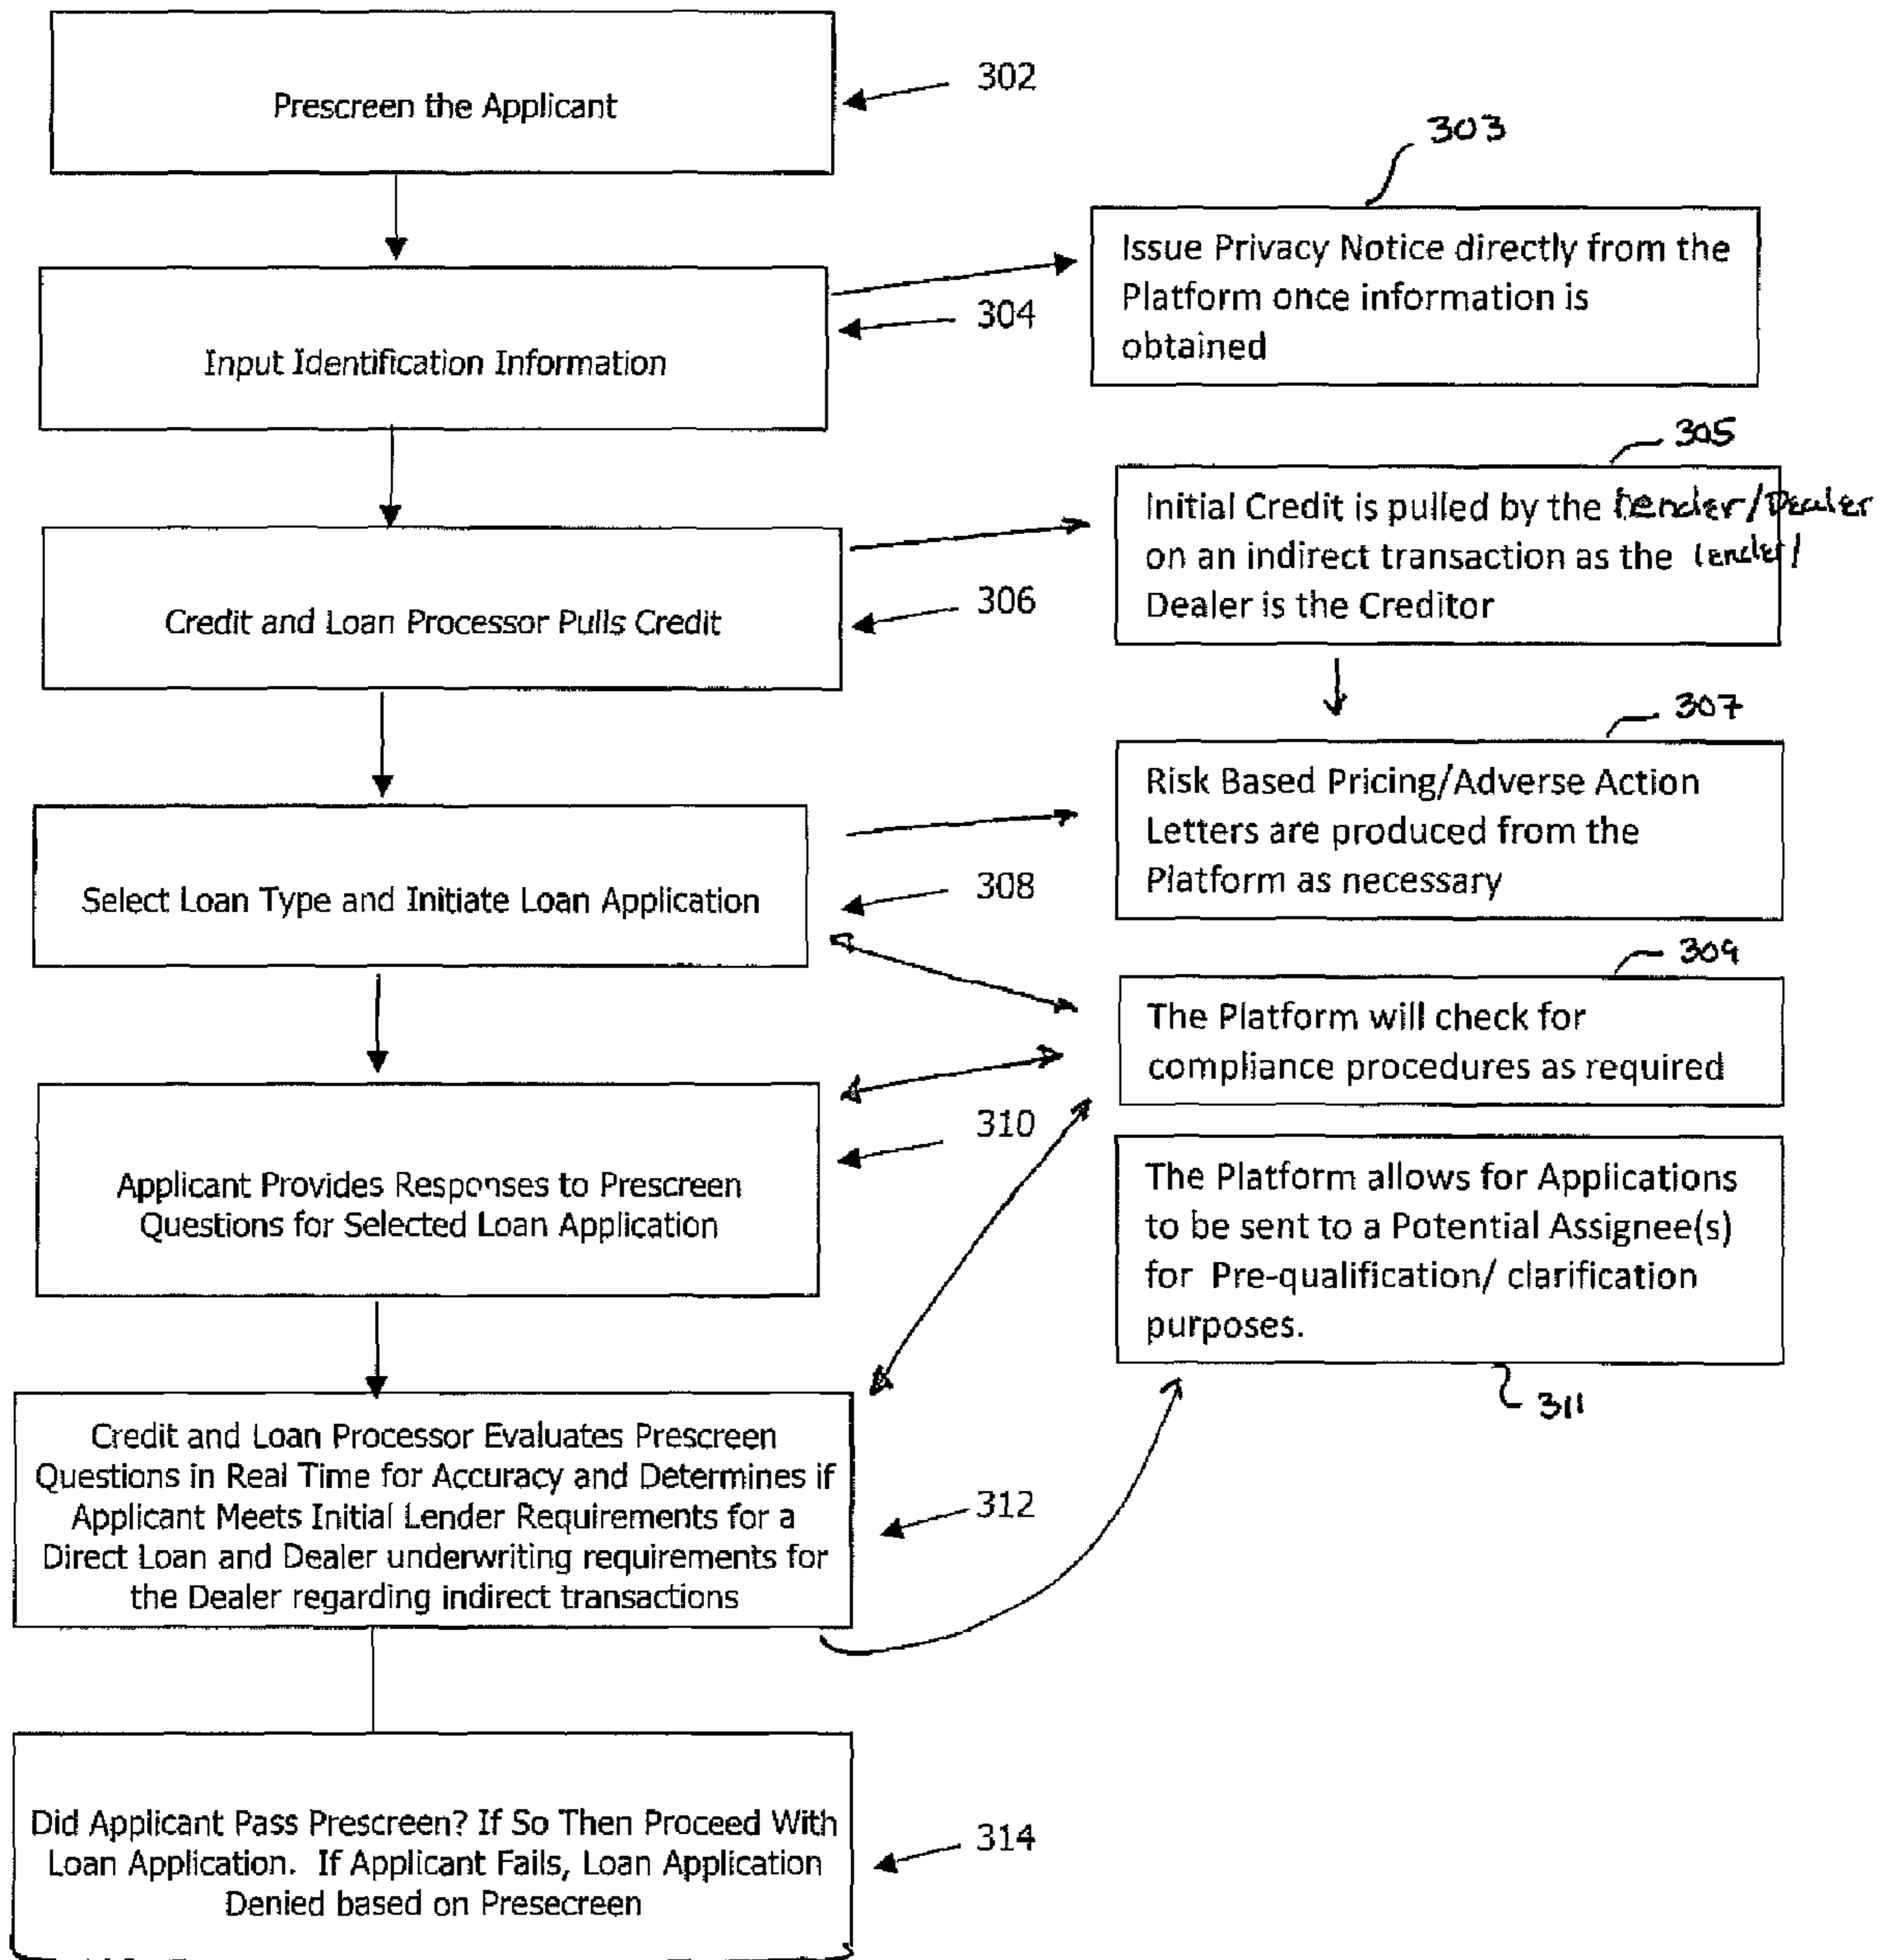 Prescreen the Applicant
302
303
Issue Privacy Notice directly from the
Platform once information is
obtained
304
Input Identification Information
305
Initial Credit is pulled by the Lender/Dealer
on an indirect transaction as the lender/
Dealer is the Creditor
Credit and Loan Processor Pulls Credit
306
307
Risk Based Pricing/Adverse Action
Letters are produced from the
Platform as necessary
Select Loan Type and Initiate Loan Application
308
309
The Platform will check for
compliance procedures as required
310
Applicant Provides Responses to Prescreen
Questions for Selected Loan Application
The Platform allows for Applications
to be sent to a Potential Assignee(s)
for Pre-qualification/ clarification
purposes.
311
Credit and Loan Processor Evaluates Prescreen
Questions in Real Time for Accuracy and Determines if
Applicant Meets Initial Lender Requirements for a
Direct Loan and Dealer underwriting requirements for
the Dealer regarding indirect transactions
312
Did Applicant Pass Prescreen? If So Then Proceed With
Loan Application. If Applicant Fails, Loan Application
Denied based on Presecreen
314